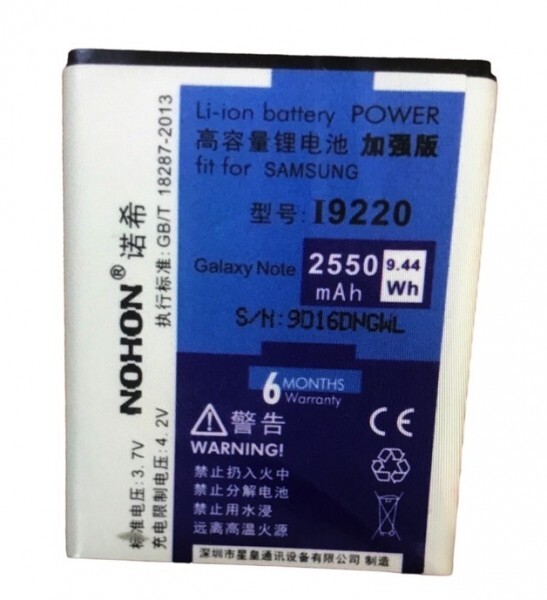 Li-ion battery POWER
高容量锂电池 加强版
fit for SAMSUNG
型号: I9220
Galaxy Note 2550 mAh 9.44 Wh
S/N: 9D16DNGWL
6 MONTHS
Warranty
警告
WARNING!
禁止扔入火中
禁止分解电池
禁止用水浸
远离高温火源
CE
深圳市星皇通讯设备有限公司 制造
NOHON® 诺希
执行标准: GB/T 18287-2013
标准电压: 3.7V
充电限制电压: 4.2V